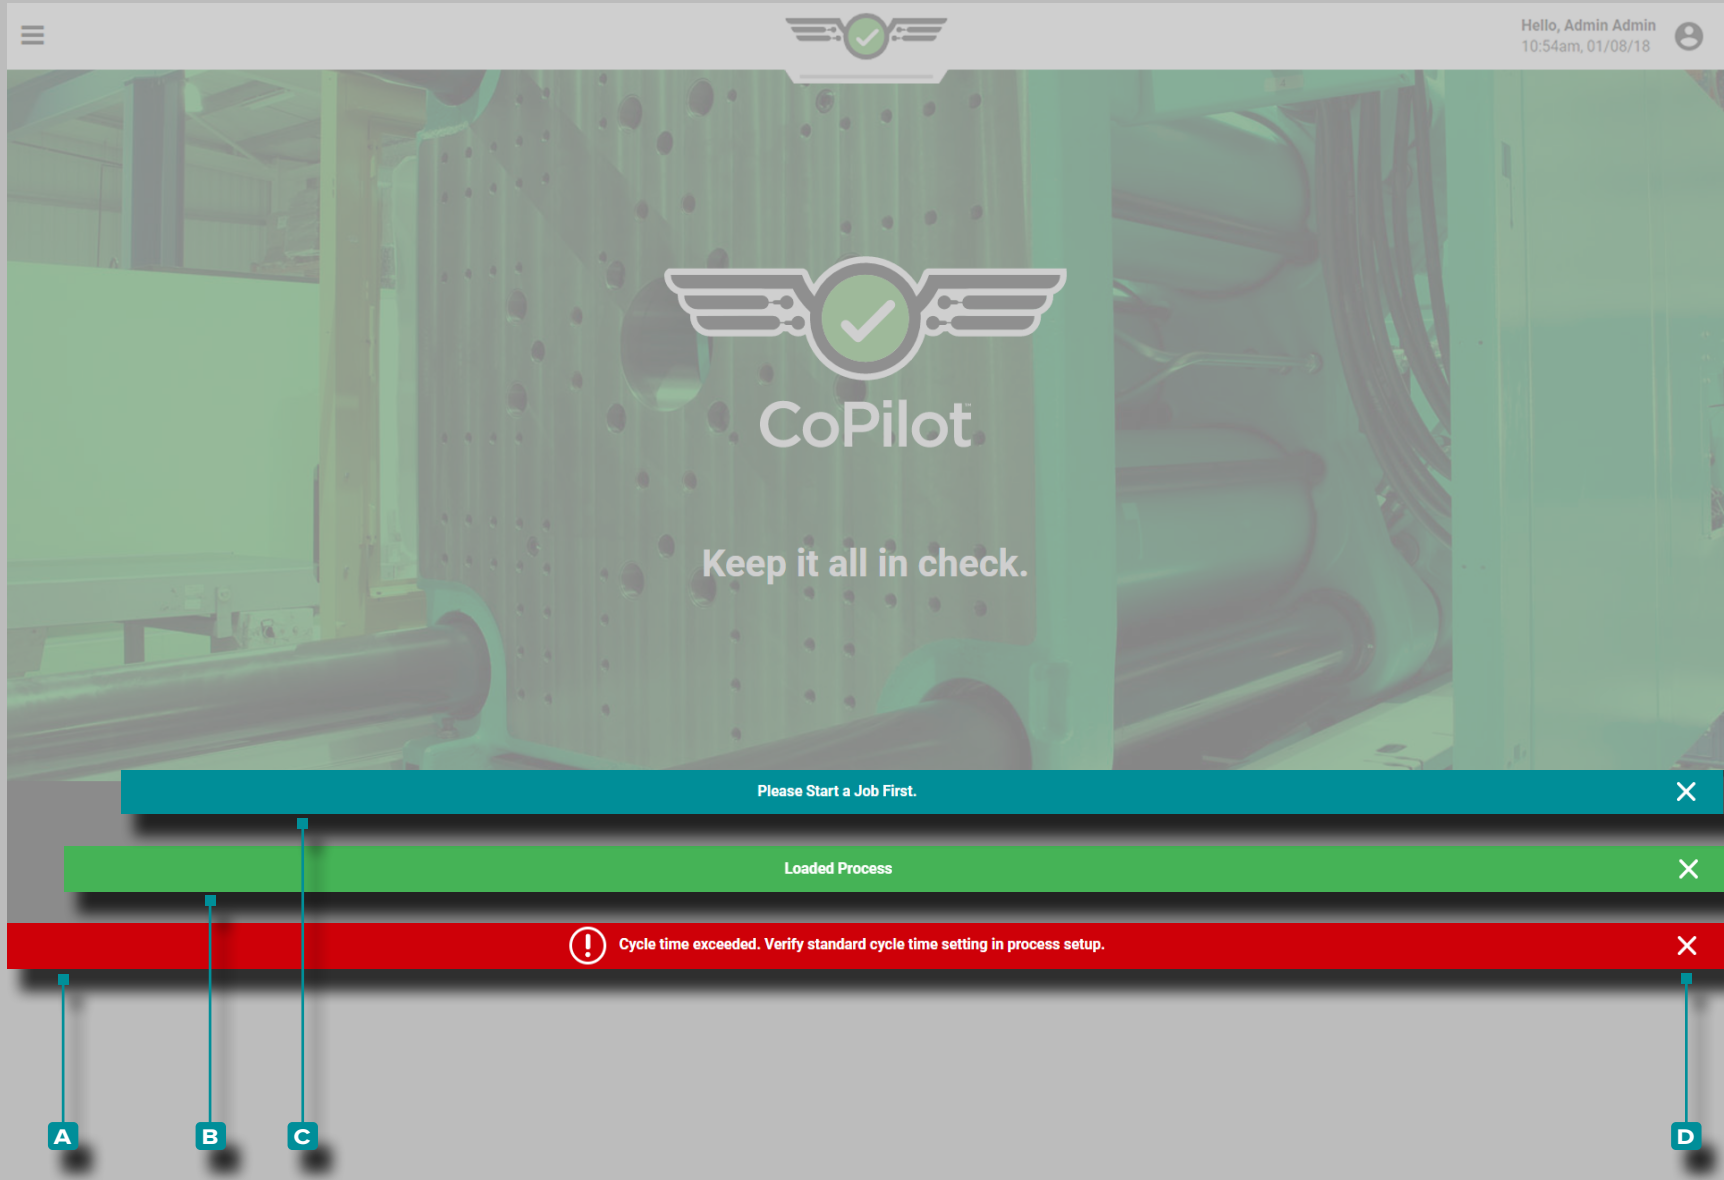 Hello, Admin Admin
10:54am, 01/08/18
CoPilot
Keep it all in check.
Please Start a Job First.
Loaded Process
Cycle time exceeded. Verify standard cycle time setting in process setup.
A
B
C
D